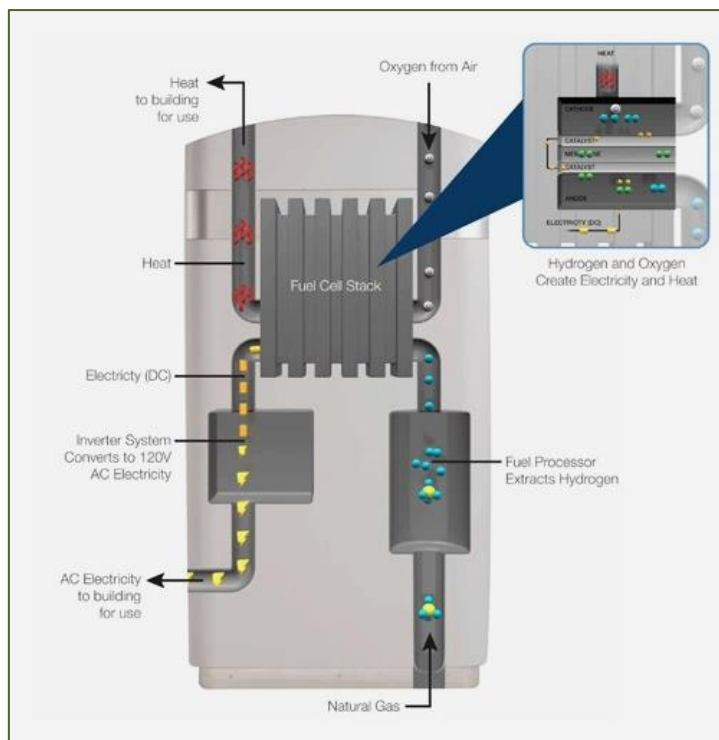 Heat
to building
for use
Oxygen from Air
HEAT
CATHODE
CATALYST
MEMBRANE
CATALYST
ANODE
ELECTRICITY (DC)
Hydrogen and Oxygen
Create Electricity and Heat
Heat
Fuel Cell Stack
Electricty (DC)
Inverter System
Converts to 120V
AC Electricity
Fuel Processor
Extracts Hydrogen
AC Electricity
to building
for use
Natural Gas